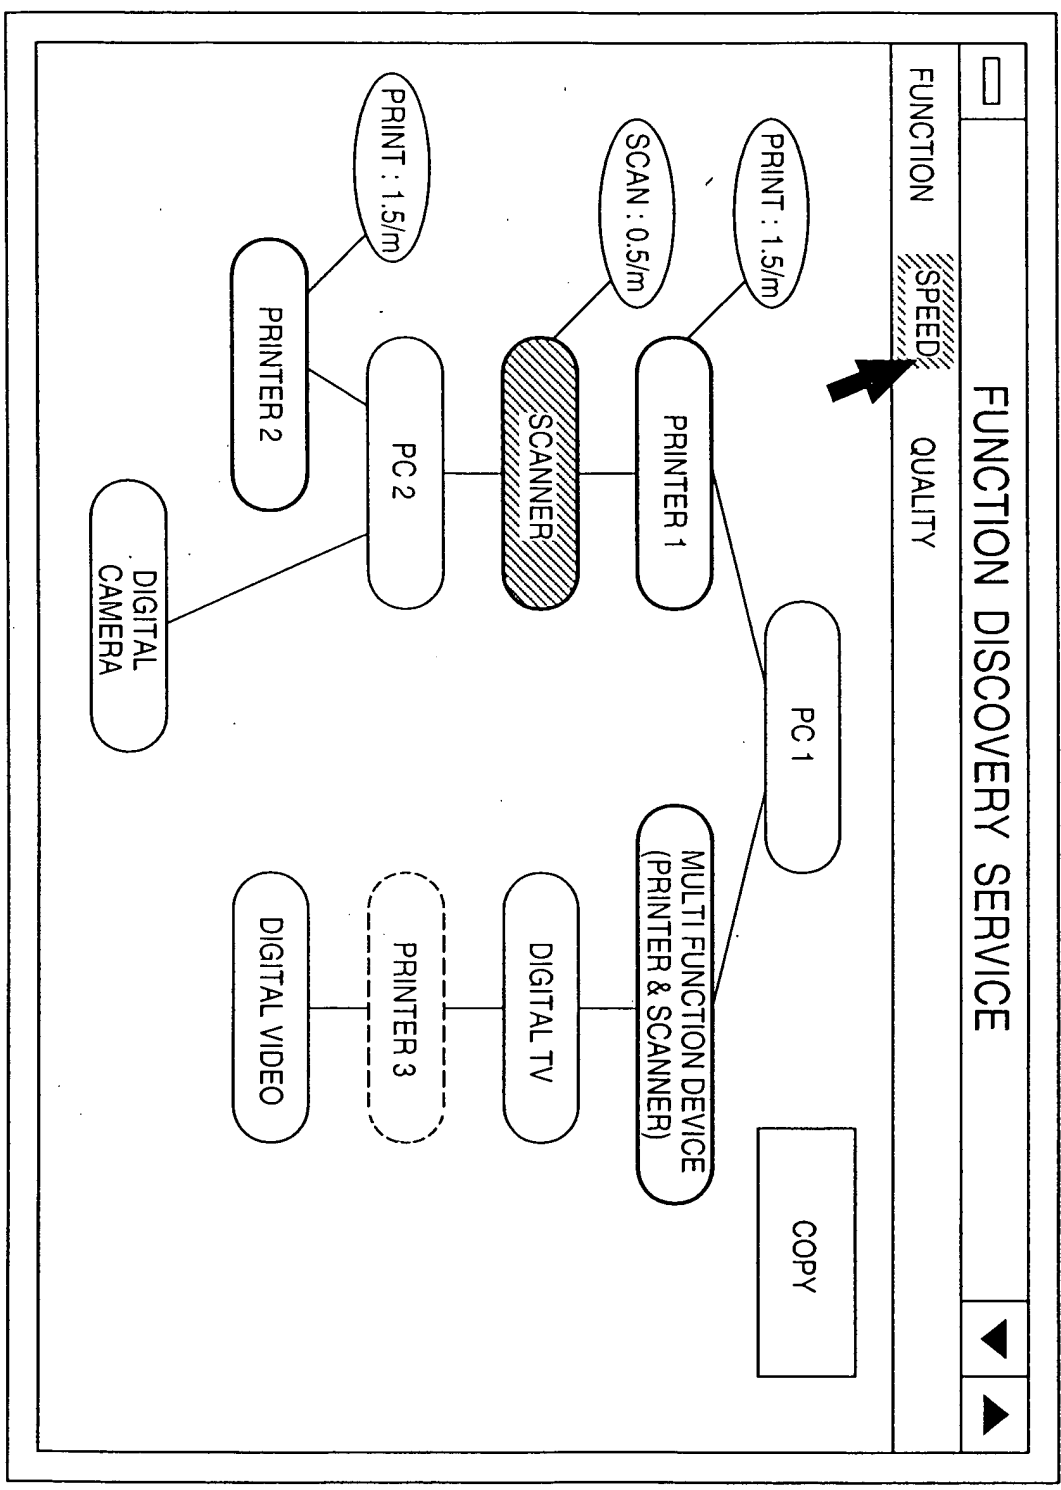 FUNCTION DISCOVERY SERVICE
FUNCTION
SPEED
QUALITY
PC 1
COPY
PRINT : 1.5/m
PRINTER 1
MULTI FUNCTION DEVICE
(PRINTER & SCANNER)
SCAN : 0.5/m
SCANNER
DIGITAL TV
PC 2
PRINTER 3
PRINT : 1.5/m
PRINTER 2
DIGITAL VIDEO
DIGITAL
CAMERA